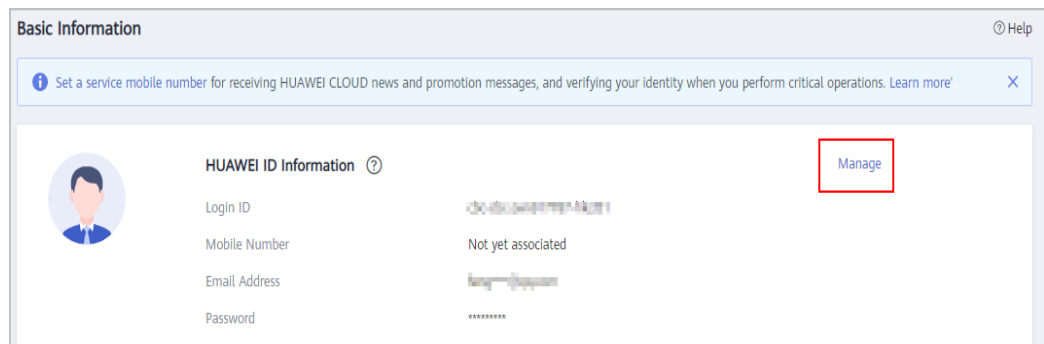 Basic Information
Help
Set a service mobile number for receiving HUAWEI CLOUD news and promotion messages, and verifying your identity when you perform critical operations. Learn more'
HUAWEI ID Information
Manage
Login ID
Mobile Number Not yet associated
Email Address
Password *********